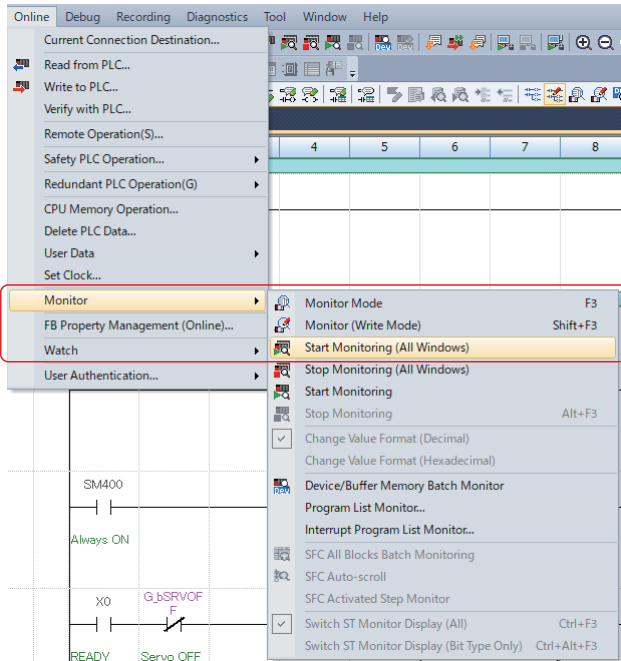 Online Debug Recording Diagnostics Tool Window Help
Current Connection Destination...
Read from PLC...
Write to PLC...
Verify with PLC...
Remote Operation(S)...
Safety PLC Operation...
Redundant PLC Operation(G)
CPU Memory Operation...
Delete PLC Data...
User Data
Set Clock...
Monitor
FB Property Management (Online)...
Watch
User Authentication...
4 5 6 7 8
Monitor Mode F3
Monitor (Write Mode) Shift+F3
Start Monitoring (All Windows)
Stop Monitoring (All Windows)
Start Monitoring
Stop Monitoring Alt+F3
Change Value Format (Decimal)
Change Value Format (Hexadecimal)
Device/Buffer Memory Batch Monitor
Program List Monitor...
Interrupt Program List Monitor...
SFC All Blocks Batch Monitoring
SFC Auto-scroll
SFC Activated Step Monitor
Switch ST Monitor Display (All) Ctrl+F3
Switch ST Monitor Display (Bit Type Only) Ctrl+Alt+F3
SM400
Always ON
X0
G_bSRVOF
F
READY
Servo OFF